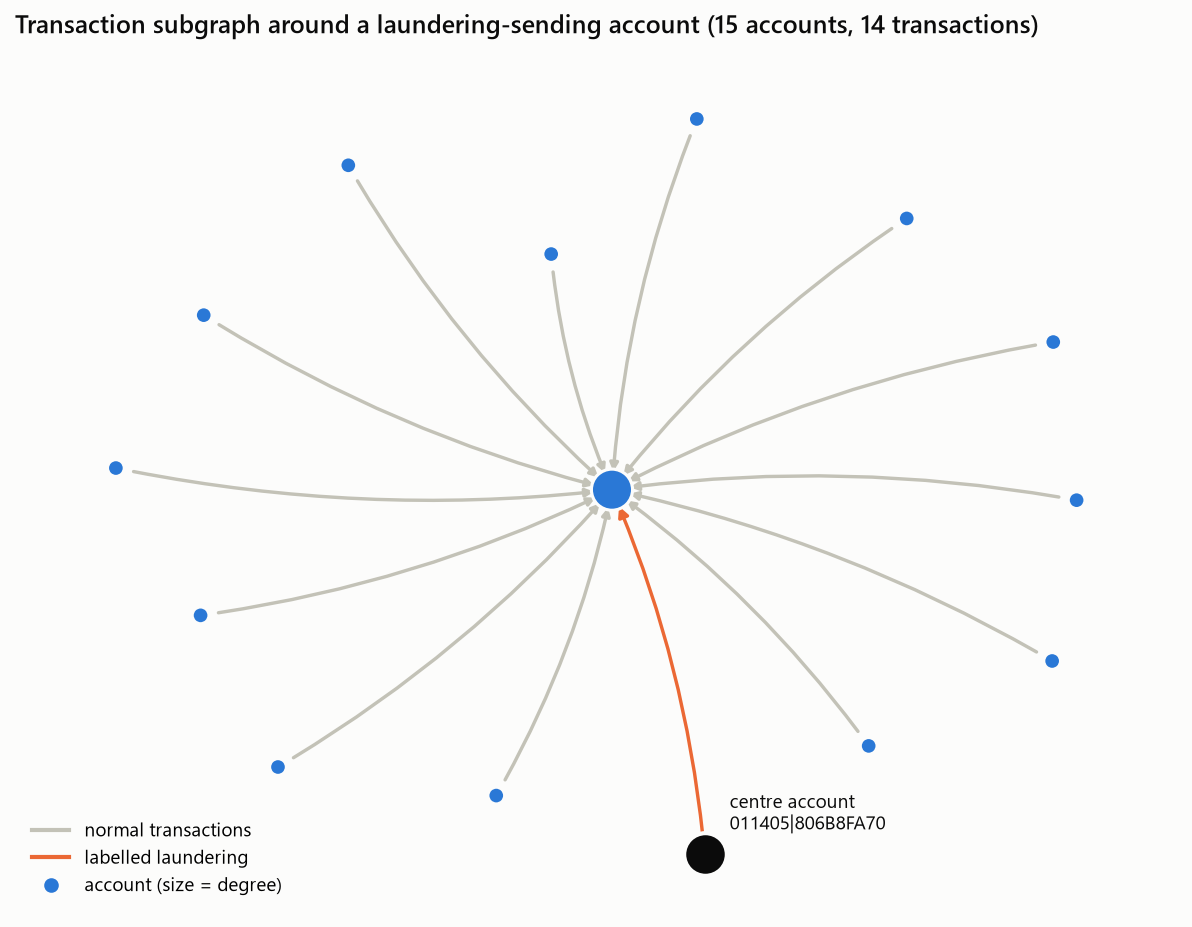 Transaction subgraph around a laundering-sending account (15 accounts, 14 transactions)
centre account
011405|806B8FA70
normal transactions
labelled laundering
account (size = degree)